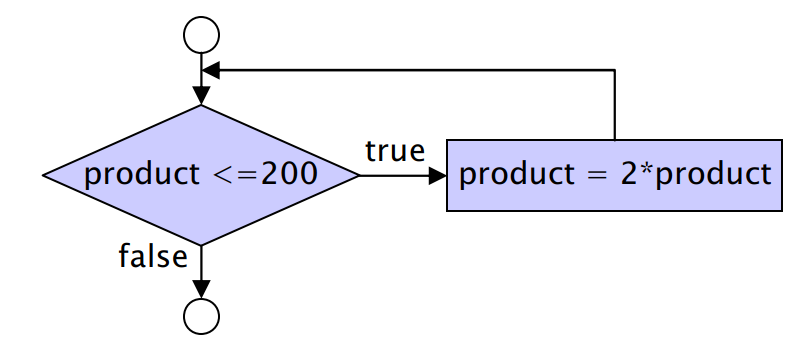 true
product <=200
product = 2*product
false